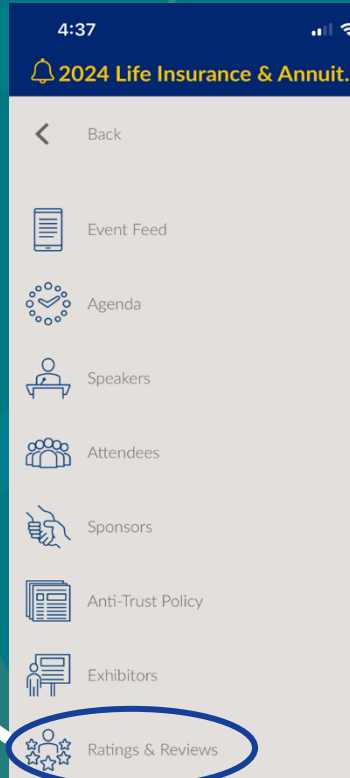 4:37
2024 Life Insurance & Annuit..
Back
Event Feed
Agenda
Speakers
Attendees
Sponsors
Anti-Trust Policy
Exhibitors
Ratings & Reviews